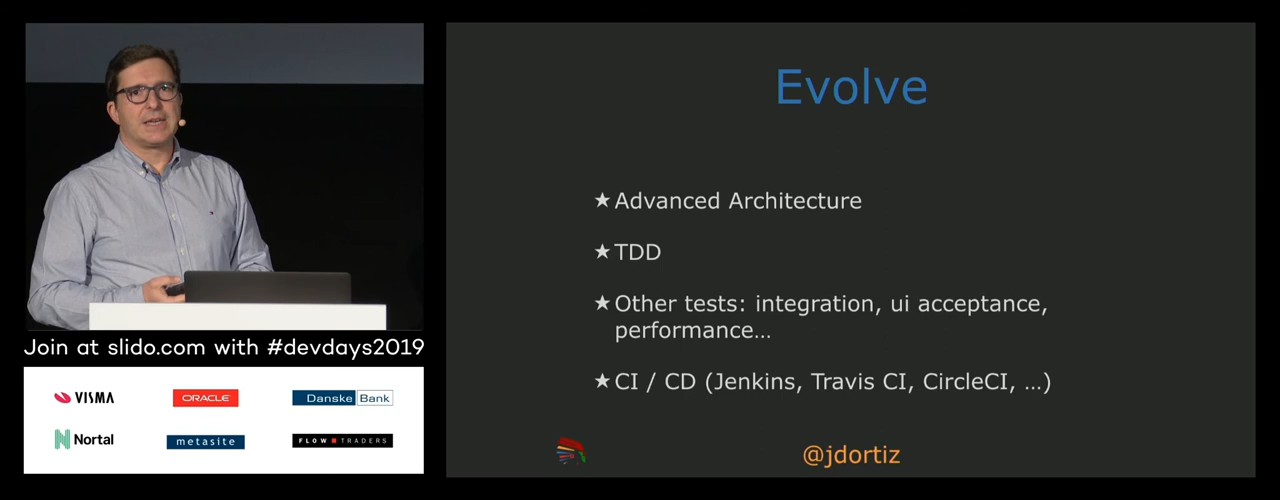 Evolve
★ Advanced Architecture
★ TDD
★ Other tests: integration, ui acceptance,
performance...
★ CI / CD (Jenkins, Travis CI, CircleCI, ...)
@jdortiz
Join at slido.com with #devdays2019
VISMA
ORACLE
Danske Bank
Nortal
metasite
FLOW TRADERS